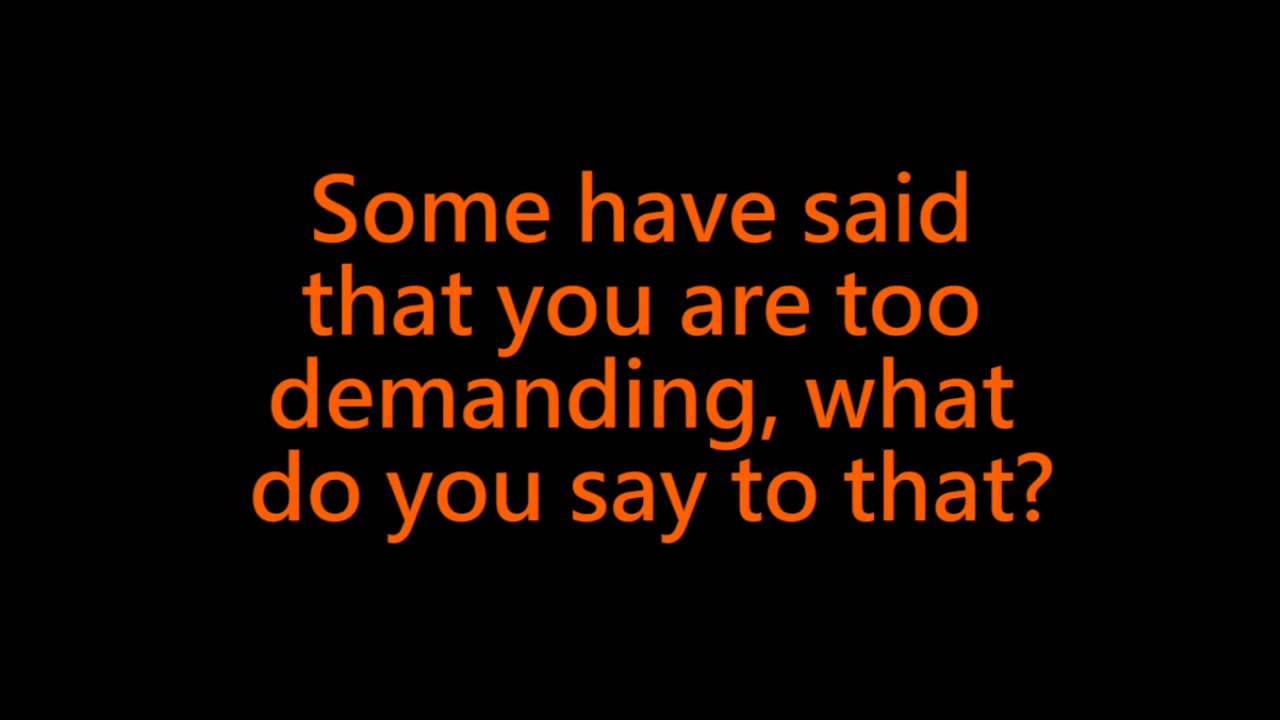 Some have said
that you are too
demanding, what
do you say to that?